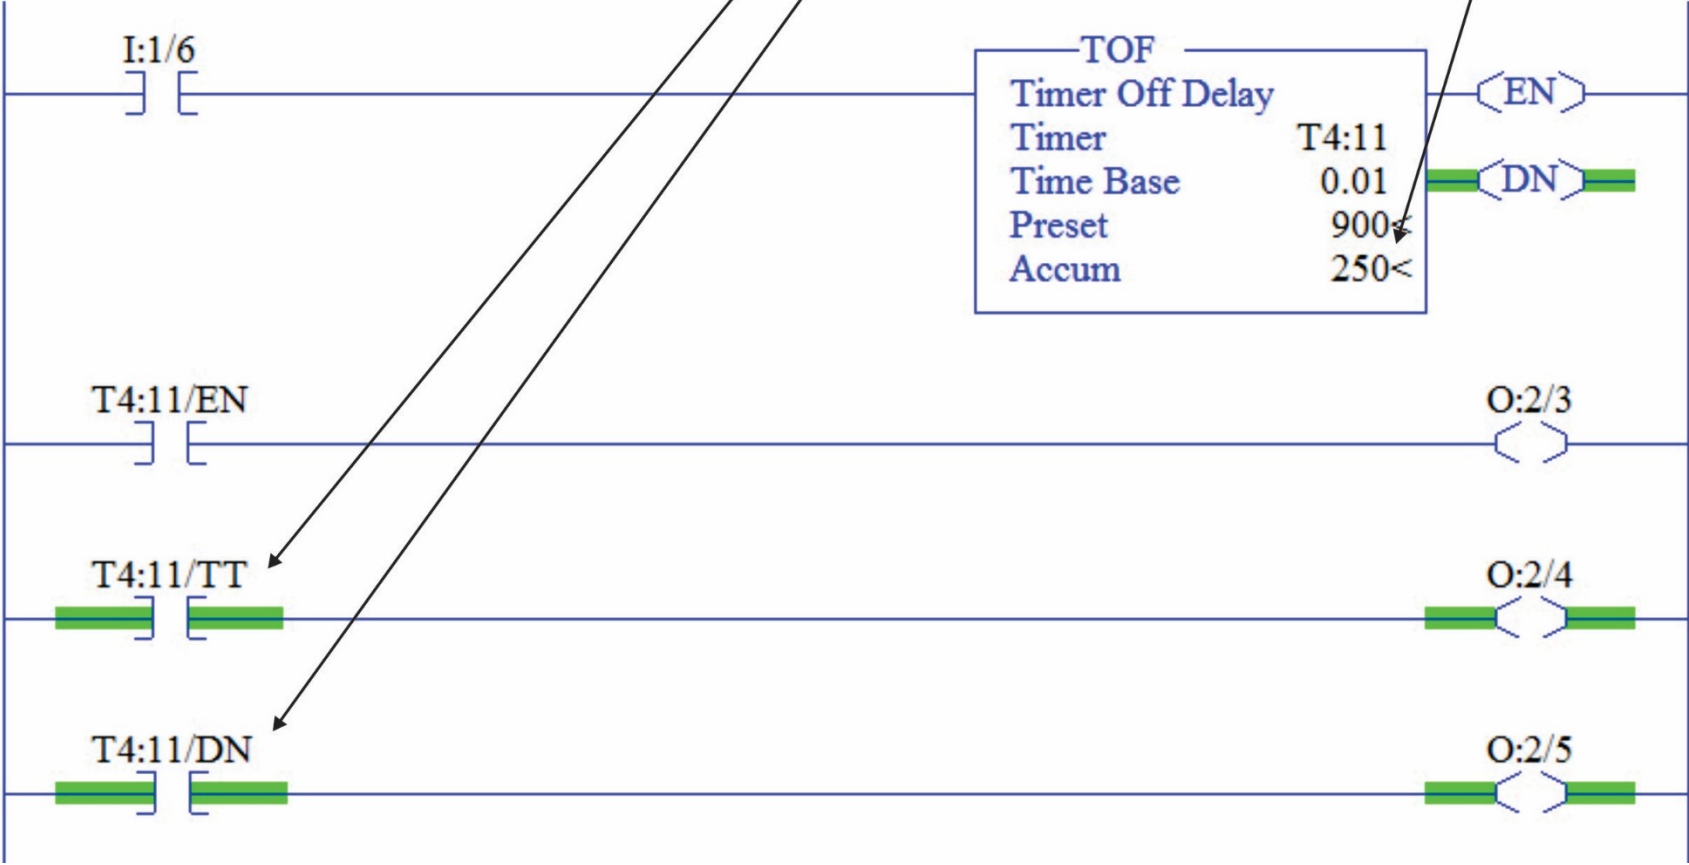 I:1/6
TOF
Timer Off Delay
EN
Timer T4:11
Time Base 0.01
DN
Preset 900<
Accum 250<
T4:11/EN
O:2/3
T4:11/TT
O:2/4
T4:11/DN
O:2/5